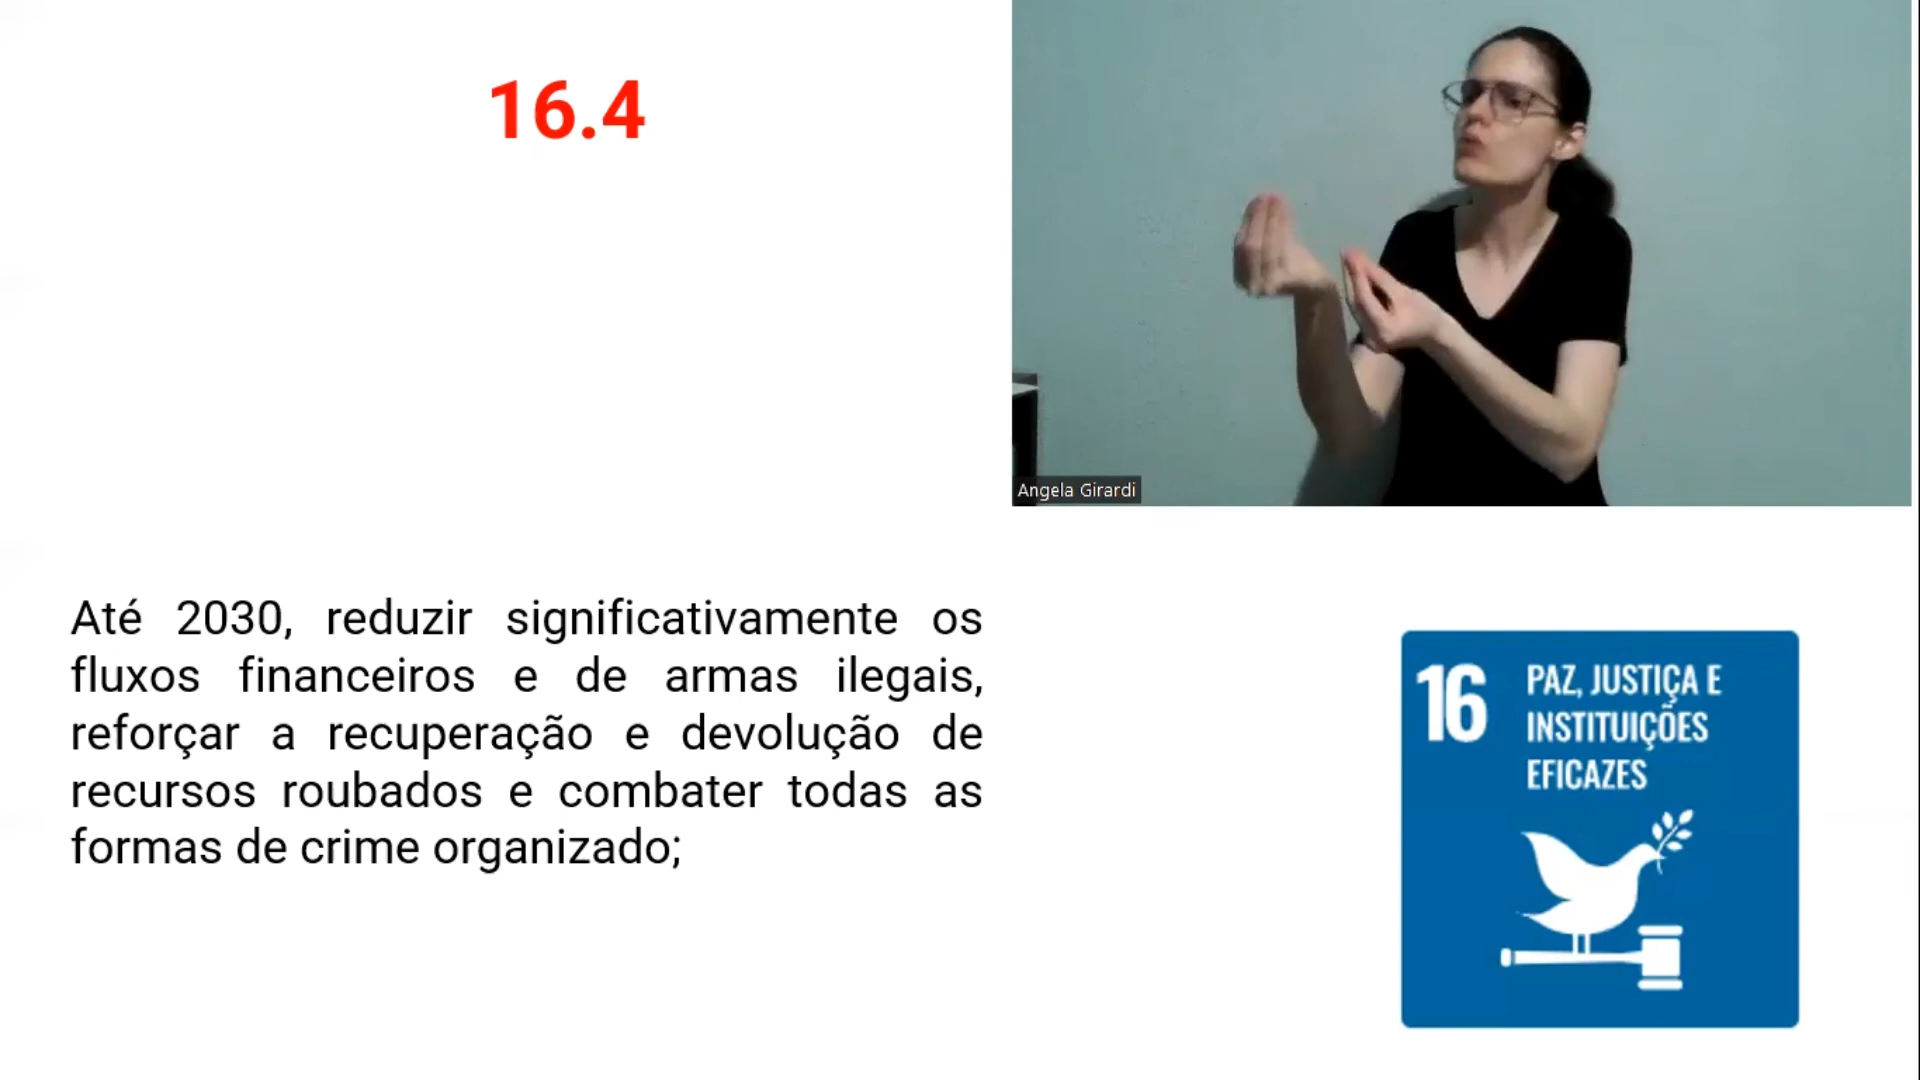 16.4
Angela Girardi
Até 2030, reduzir significativamente os
fluxos financeiros e de armas ilegais,
reforçar a recuperação e devolução de
recursos roubados e combater todas as
formas de crime organizado;
16
PAZ, JUSTIÇA E
INSTITUIÇÕES
EFICAZES